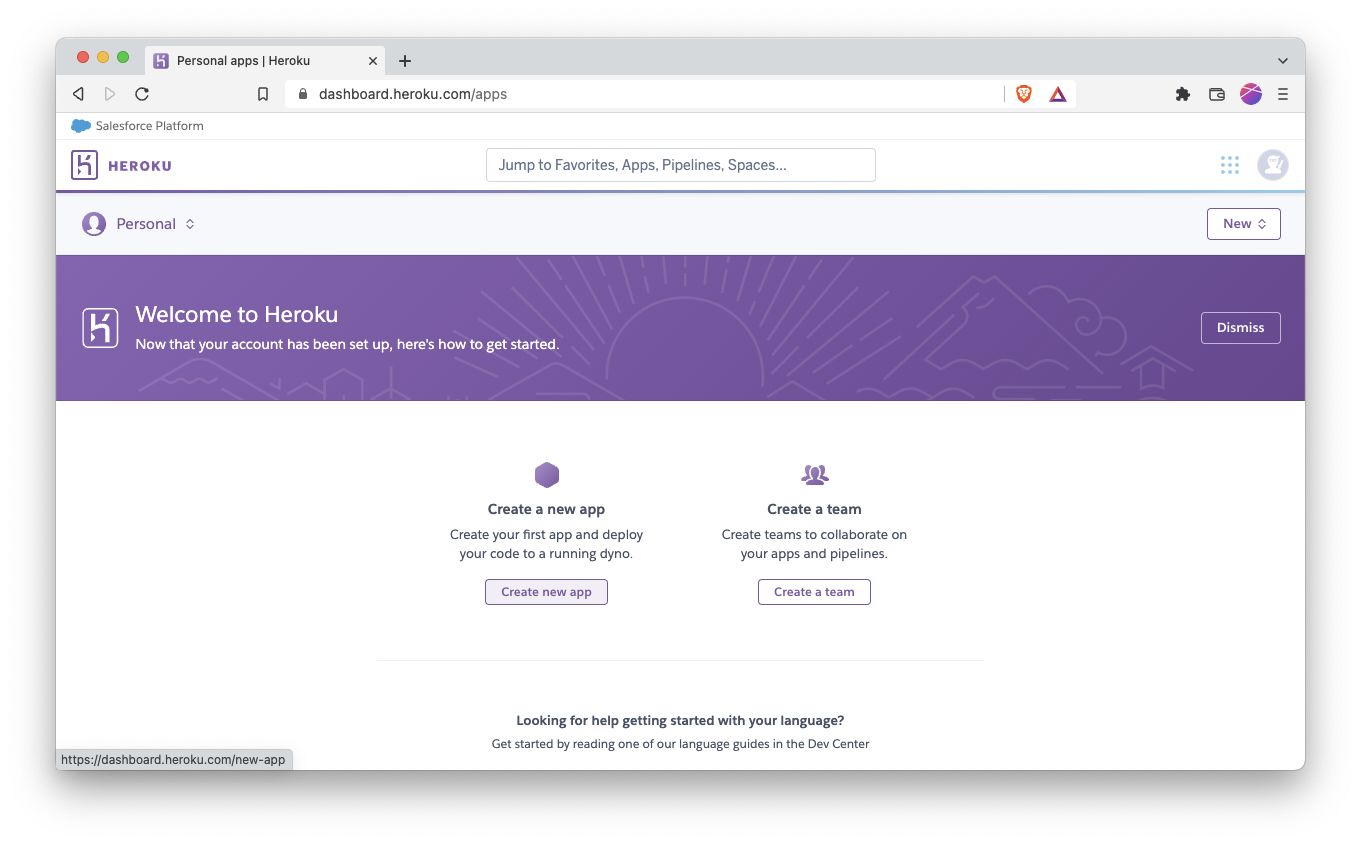 Personal apps | Heroku
dashboard.heroku.com/apps
Salesforce Platform
HEROKU
Jump to Favorites, Apps, Pipelines, Spaces...
Personal
New
Welcome to Heroku
Now that your account has been set up, here's how to get started.
Dismiss
Create a new app
Create your first app and deploy
your code to a running dyno.
Create new app
Create a team
Create teams to collaborate on
your apps and pipelines.
Create a team
Looking for help getting started with your language?
Get started by reading one of our language guides in the Dev Center
https://dashboard.heroku.com/new-app